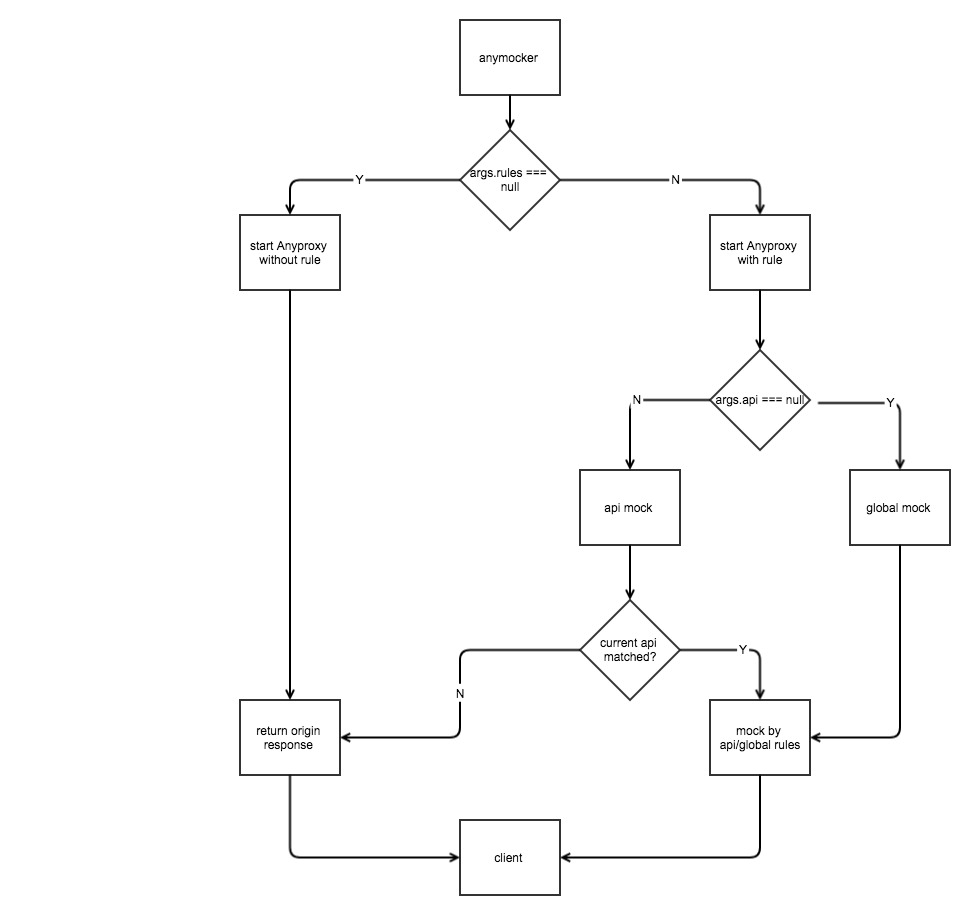 anymocker
args.rules ===
null
Y
N
start Anyproxy
without rule
start Anyproxy
with rule
args.api === null
N
Y
api mock
global mock
current api
matched?
Y
N
return origin
response
mock by
api/global rules
client